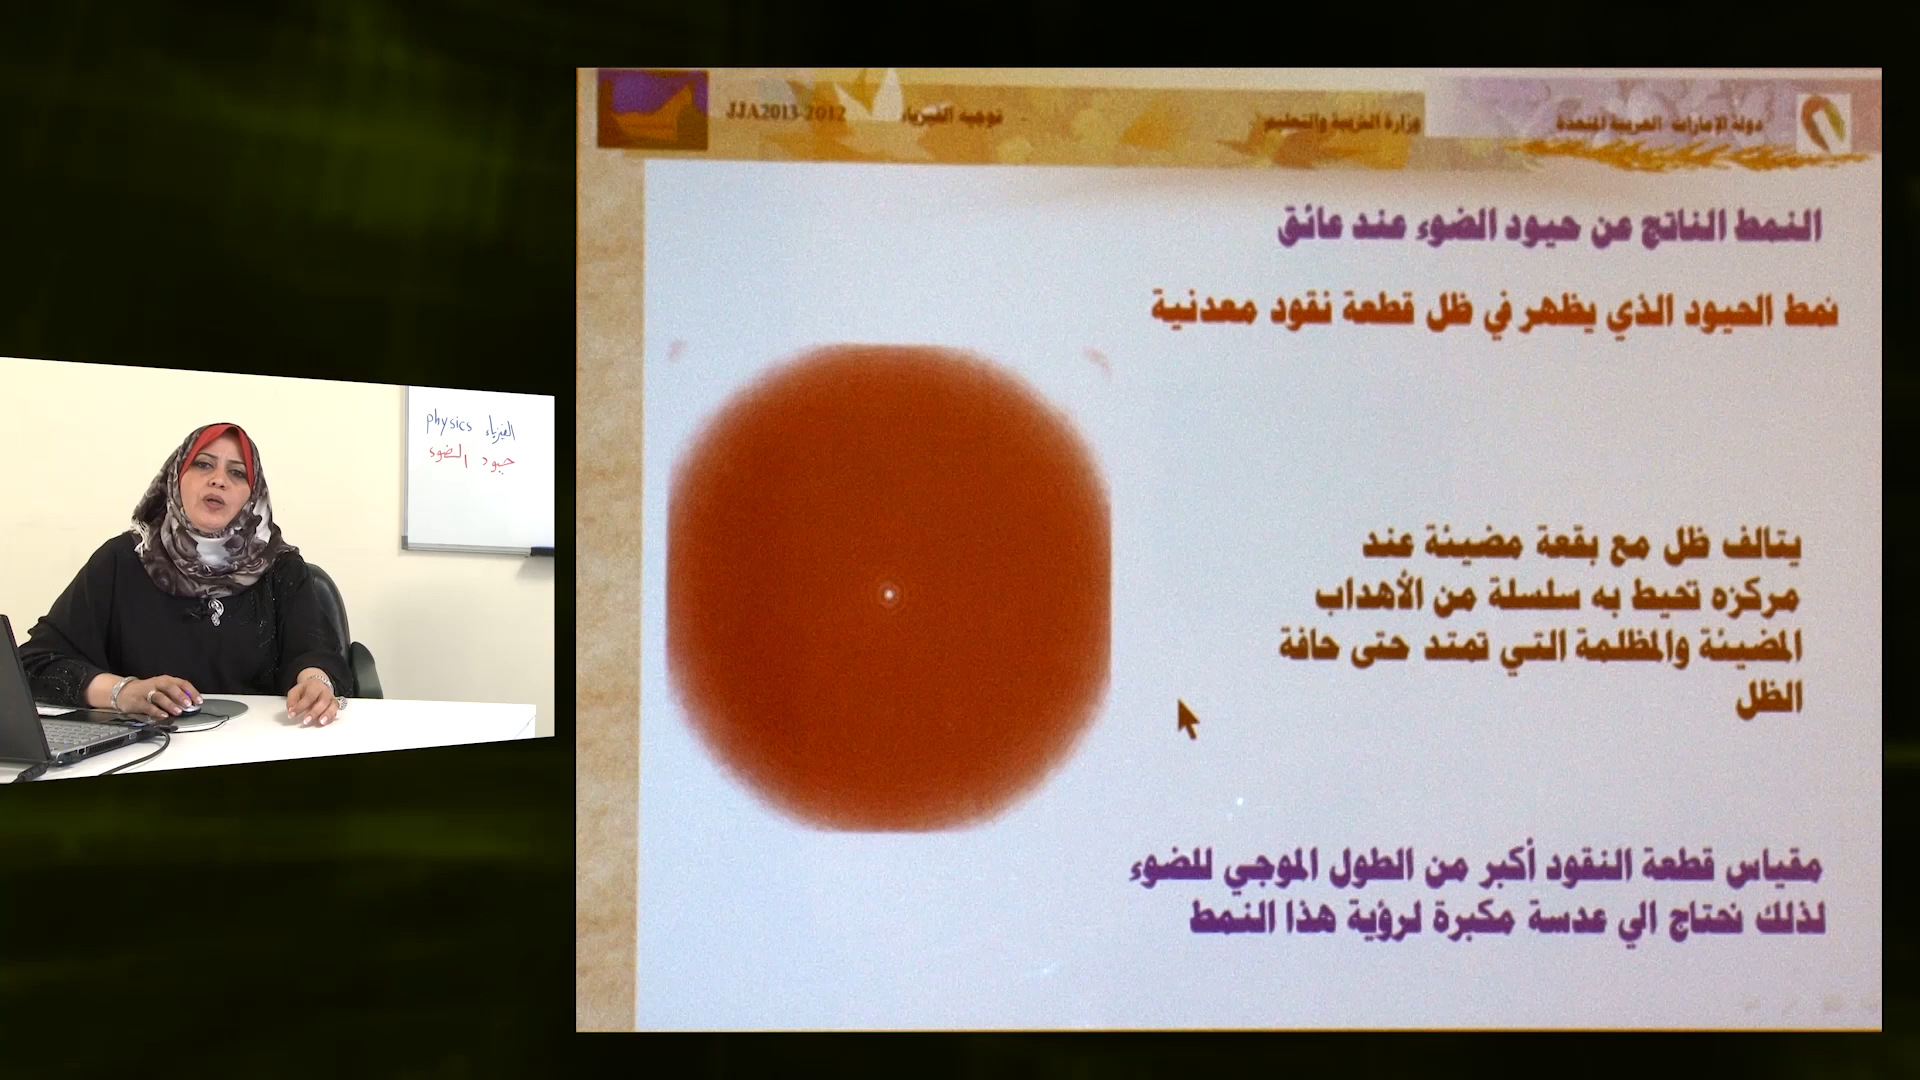 دولة الإمارات العربية المتحدة
وزارة التربية والتعليم
توجيه الفيزياء
JJA2013-2012
النمط الناتج عن حيود الضوء عند عائق
نمط الحيود الذي يظهر في ظل قطعة نقود معدنية
يتالف ظل مع بقعة مضيئة عند
مركزه تحيط به سلسلة من الأهداب
المضيئة والمظلمة التي تمتد حتى حافة
الظل
مقياس قطعة النقود أكبر من الطول الموجي للضوء
لذلك نحتاج الي عدسة مكبرة لرؤية هذا النمط
الفيزياء physics
حيود الضوء